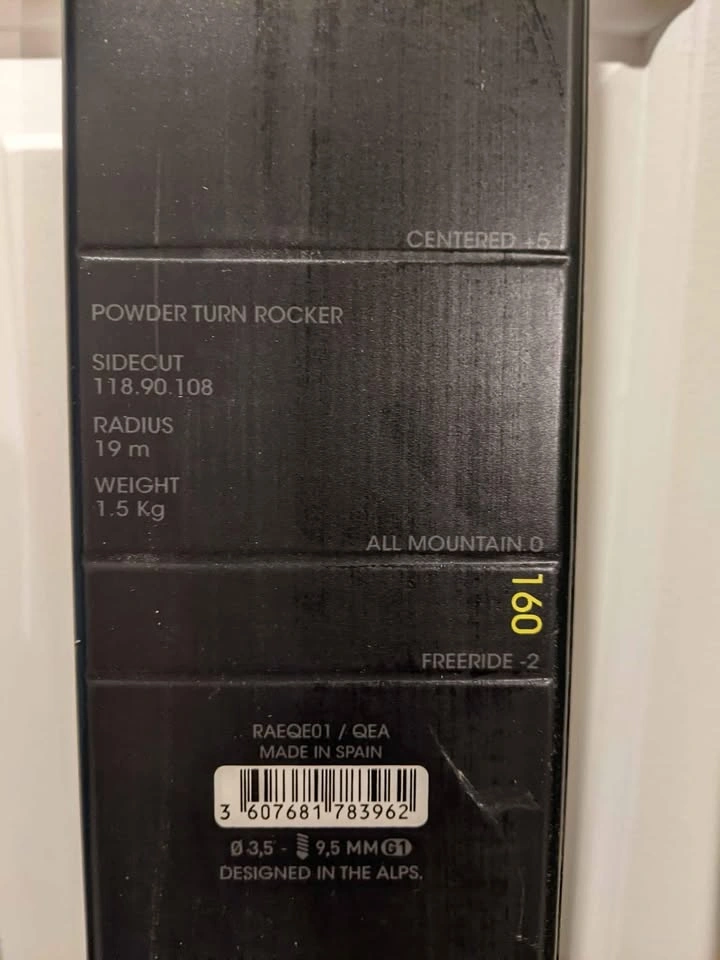 CENTERED +5
POWDER TURN ROCKER
SIDECUT
118.90.108
RADIUS
19 m
WEIGHT
1.5 Kg
ALL MOUNTAIN 0
160
FREERIDE -2
RAEQE01 / QEA
MADE IN SPAIN
3 607681 783962
Ø 3,5 - 9,5 MM G1
DESIGNED IN THE ALPS.